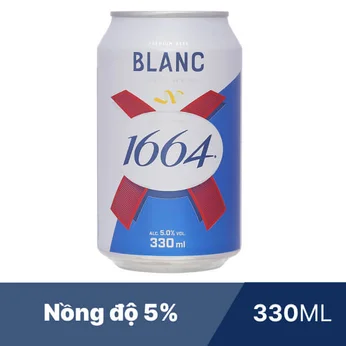 BLANC
1664
ALC. 5.0% VOL.
330 ml
Nồng độ 5%
330ML